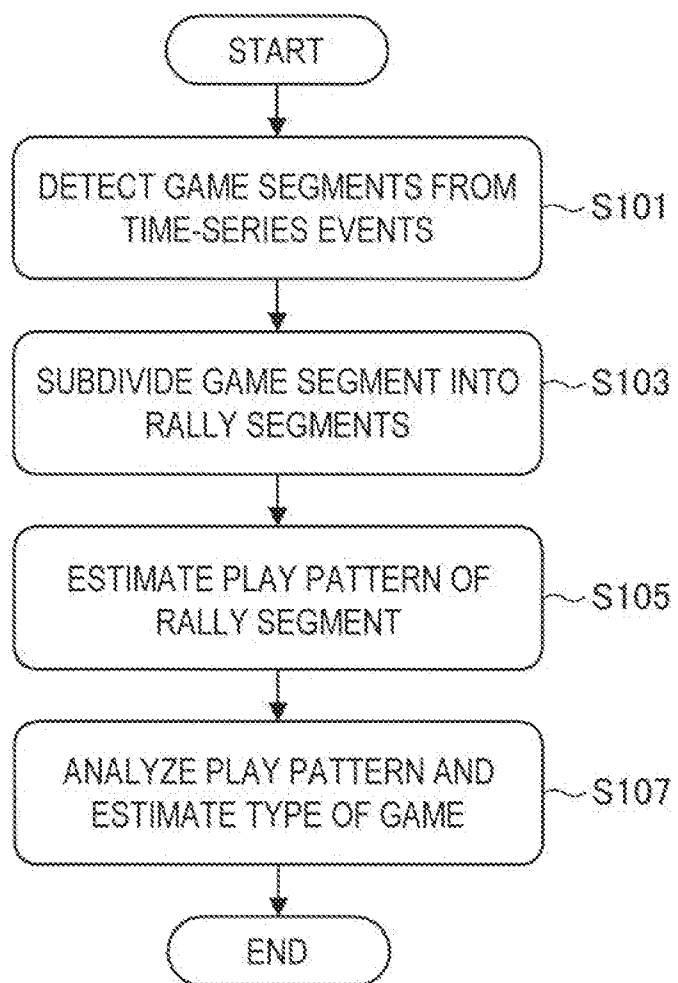 START
DETECT GAME SEGMENTS FROM
TIME-SERIES EVENTS
S101
SUBDIVIDE GAME SEGMENT INTO
RALLY SEGMENTS
S103
ESTIMATE PLAY PATTERN OF
RALLY SEGMENT
S105
ANALYZE PLAY PATTERN AND
ESTIMATE TYPE OF GAME
S107
END